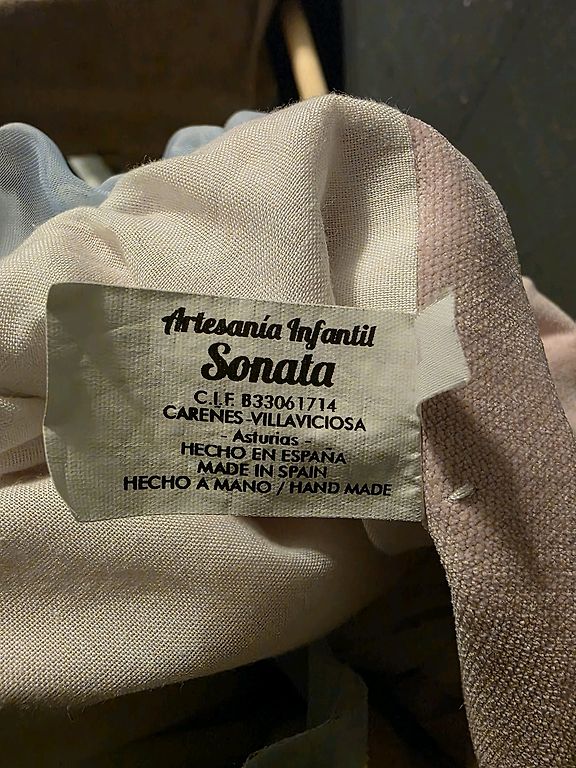 Artesanía Infantil
Sonata
C.I.F. B33061714
CARENES-VILLAVICIOSA
- Asturias -
HECHO EN ESPAÑA
MADE IN SPAIN
HECHO A MANO / HAND MADE